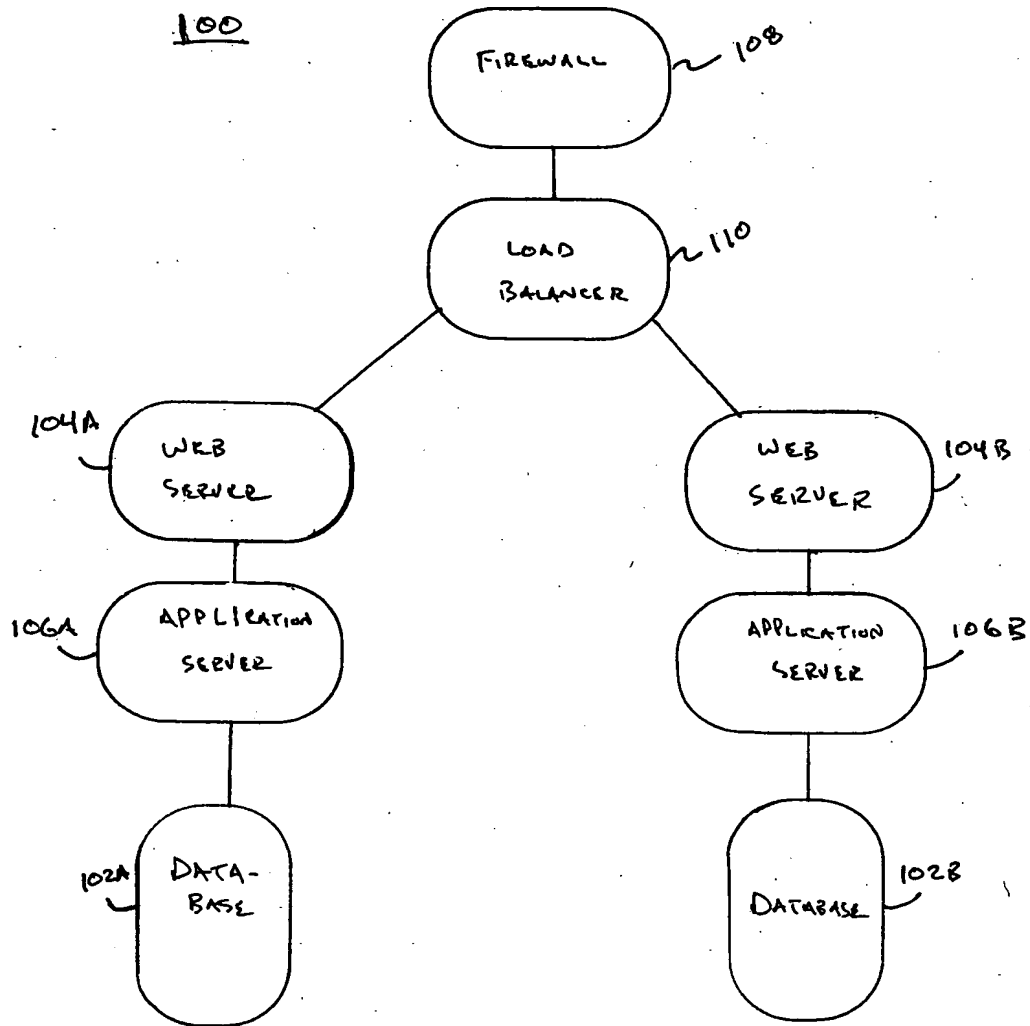 100
FIREWALL
108
LOAD
BALANCER
110
104A
WEB
SERVER
WEB
SERVER
104B
106A
APPLICATION
SERVER
APPLICATION
SERVER
106B
102A
DATA-
BASE
DATABASE
102B